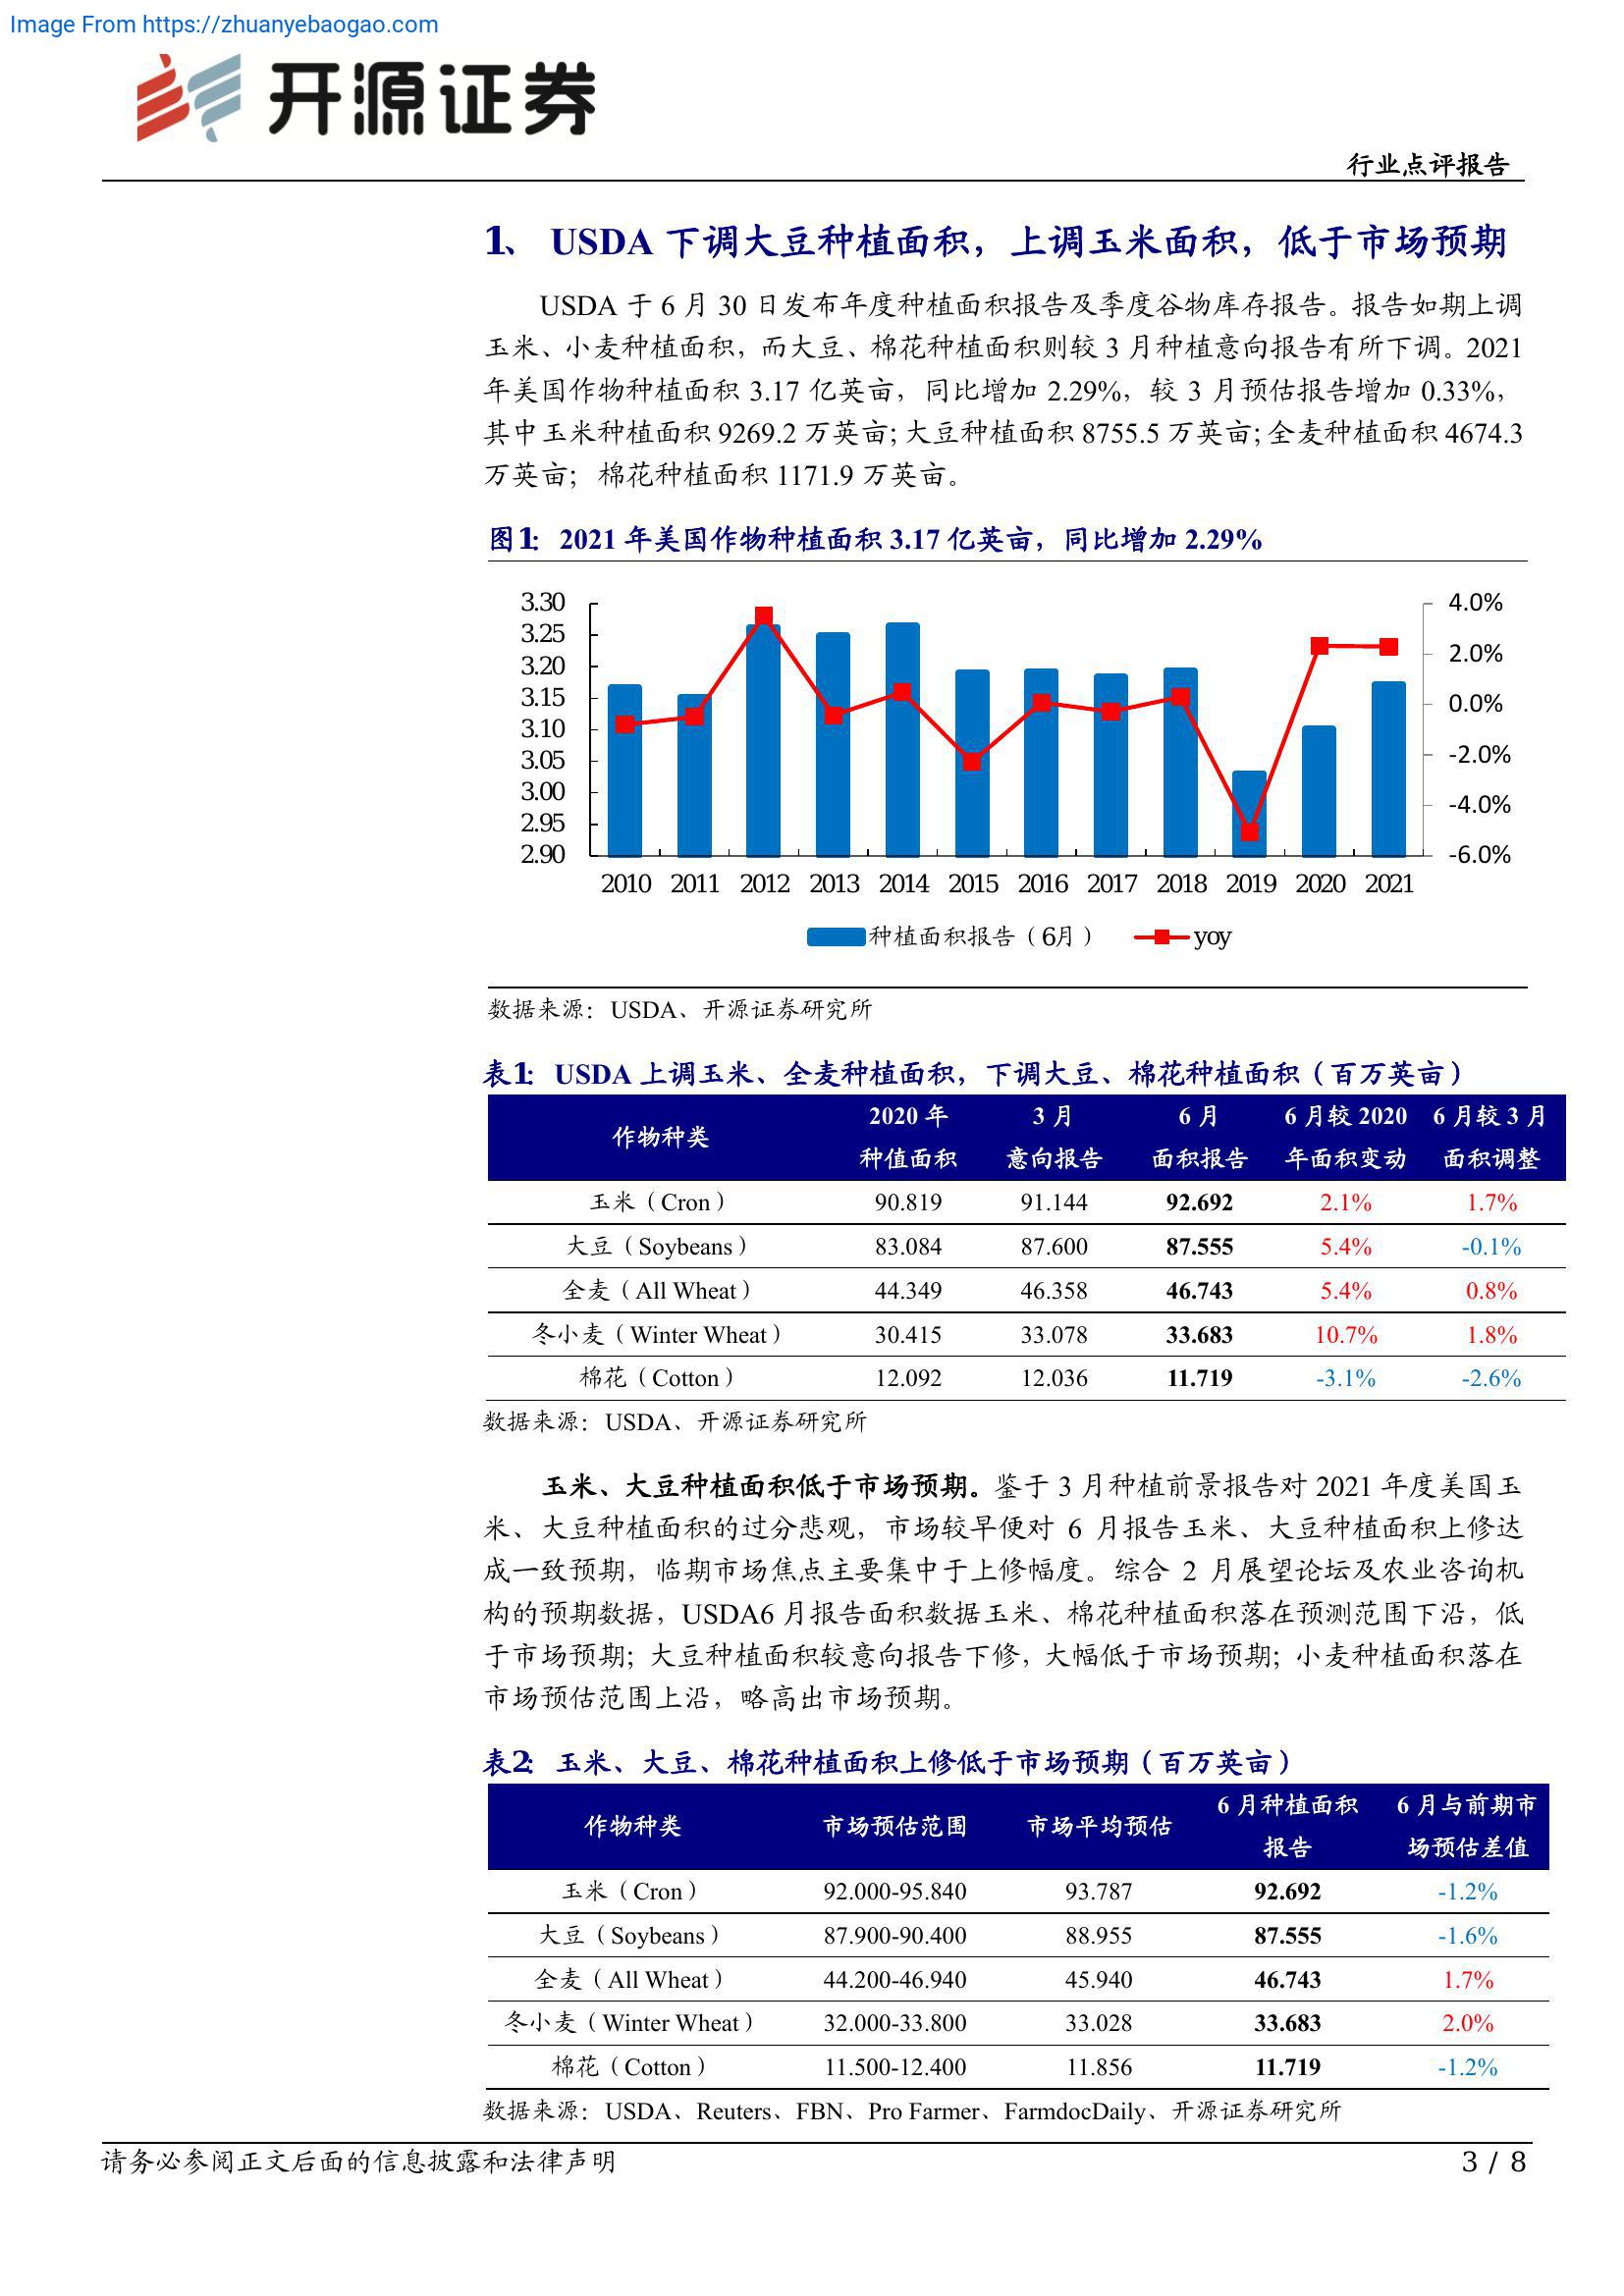 Image From https://zhuanyebaogao.com
开源证券
行业点评报告
1、 USDA 下调大豆种植面积，上调玉米面积，低于市场预期
USDA 于 6 月 30 日发布年度种植面积报告及季度谷物库存报告。报告如期上调
玉米、小麦种植面积，而大豆、棉花种植面积则较 3 月种植意向报告有所下调。2021
年美国作物种植面积 3.17 亿英亩，同比增加 2.29%，较 3 月预估报告增加 0.33%，
其中玉米种植面积 9269.2 万英亩；大豆种植面积 8755.5 万英亩；全麦种植面积 4674.3
万英亩；棉花种植面积 1171.9 万英亩。
图1： 2021 年美国作物种植面积 3.17 亿英亩，同比增加 2.29%
3.30 4.0%
3.25
3.20 2.0%
3.15 0.0%
3.10
3.05 -2.0%
3.00
2.95 -4.0%
2.90 -6.0%
2010 2011 2012 2013 2014 2015 2016 2017 2018 2019 2020 2021
种植面积报告（6月） yoy
数据来源：USDA、开源证券研究所
表1： USDA 上调玉米、全麦种植面积，下调大豆、棉花种植面积（百万英亩）
作物种类 2020 年 3 月 6 月 6 月较 2020 6 月较 3 月
种值面积 意向报告 面积报告 年面积变动 面积调整
玉米（Cron） 90.819 91.144 92.692 2.1% 1.7%
大豆（Soybeans） 83.084 87.600 87.555 5.4% -0.1%
全麦（All Wheat） 44.349 46.358 46.743 5.4% 0.8%
冬小麦（Winter Wheat） 30.415 33.078 33.683 10.7% 1.8%
棉花（Cotton） 12.092 12.036 11.719 -3.1% -2.6%
数据来源：USDA、开源证券研究所
玉米、大豆种植面积低于市场预期。鉴于 3 月种植前景报告对 2021 年度美国玉
米、大豆种植面积的过分悲观，市场较早便对 6 月报告玉米、大豆种植面积上修达
成一致预期，临期市场焦点主要集中于上修幅度。综合 2 月展望论坛及农业咨询机
构的预期数据，USDA6 月报告面积数据玉米、棉花种植面积落在预测范围下沿，低
于市场预期；大豆种植面积较意向报告下修，大幅低于市场预期；小麦种植面积落在
市场预估范围上沿，略高出市场预期。
表2： 玉米、大豆、棉花种植面积上修低于市场预期（百万英亩）
作物种类 市场预估范围 市场平均预估 6 月种植面积 6 月与前期市
报告 场预估差值
玉米（Cron） 92.000-95.840 93.787 92.692 -1.2%
大豆（Soybeans） 87.900-90.400 88.955 87.555 -1.6%
全麦（All Wheat） 44.200-46.940 45.940 46.743 1.7%
冬小麦（Winter Wheat） 32.000-33.800 33.028 33.683 2.0%
棉花（Cotton） 11.500-12.400 11.856 11.719 -1.2%
数据来源：USDA、Reuters、FBN、Pro Farmer、FarmdocDaily、开源证券研究所
请务必参阅正文后面的信息披露和法律声明 3 / 8